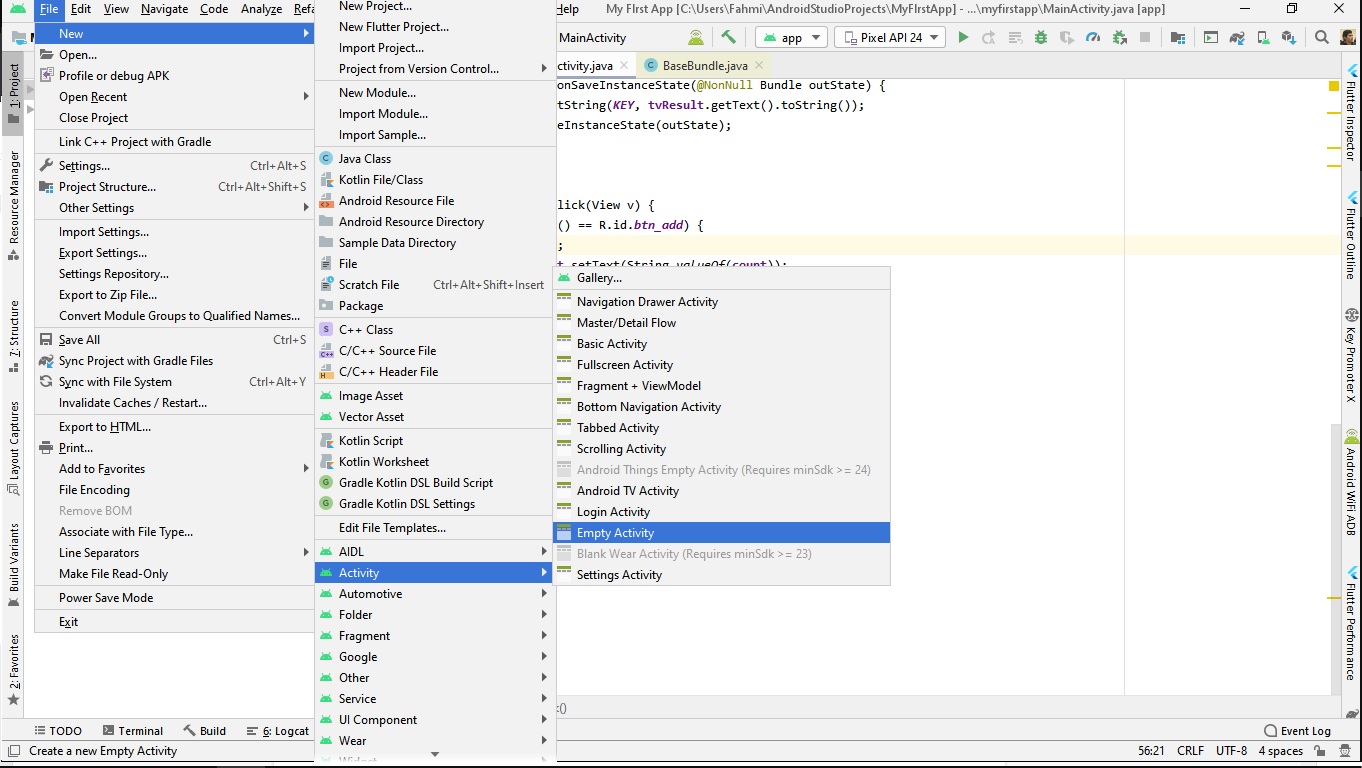 File Edit View Navigate Code Analyze Refa Help My FIrst App [C:\Users\Fahmi\AndroidStudioProjects\MyFIrstApp] - ...\myfirstapp\MainActivity.java [app]
MainActivity app Pixel API 24
ctivity.java BaseBundle.java
New
Open...
Profile or debug APK
Open Recent
Close Project
Link C++ Project with Gradle
Settings... Ctrl+Alt+S
Project Structure... Ctrl+Alt+Shift+S
Other Settings
Import Settings...
Export Settings...
Settings Repository...
Export to Zip File...
Convert Module Groups to Qualified Names...
Save All Ctrl+S
Sync Project with Gradle Files
Sync with File System Ctrl+Alt+Y
Invalidate Caches / Restart...
Export to HTML...
Print...
Add to Favorites
File Encoding
Remove BOM
Associate with File Type...
Line Separators
Make File Read-Only
Power Save Mode
Exit
New Project...
New Flutter Project...
Import Project...
Project from Version Control...
New Module...
Import Module...
Import Sample...
Java Class
Kotlin File/Class
Android Resource File
Android Resource Directory
Sample Data Directory
File
Scratch File Ctrl+Alt+Shift+Insert
Package
C++ Class
C/C++ Source File
C/C++ Header File
Image Asset
Vector Asset
Kotlin Script
Kotlin Worksheet
Gradle Kotlin DSL Build Script
Gradle Kotlin DSL Settings
Edit File Templates...
AIDL
Activity
Automotive
Folder
Fragment
Google
Other
Service
UI Component
Wear
Gallery...
Navigation Drawer Activity
Master/Detail Flow
Basic Activity
Fullscreen Activity
Fragment + ViewModel
Bottom Navigation Activity
Tabbed Activity
Scrolling Activity
Android Things Empty Activity (Requires minSdk >= 24)
Android TV Activity
Login Activity
Empty Activity
Blank Wear Activity (Requires minSdk >= 23)
Settings Activity
onSaveInstanceState(@NonNull Bundle outState) {
tString(KEY, tvResult.getText().toString());
eInstanceState(outState);
lick(View v) {
() == R.id.btn_add) {
;
t.setText(String.valueOf(count));
:()
1: Project
Resource Manager
7: Structure
Layout Captures
Build Variants
2: Favorites
Flutter Inspector
Flutter Outline
Key Promoter X
Android WiFi ADB
Flutter Performance
TODO Terminal Build 6: Logcat Event Log
Create a new Empty Activity 56:21 CRLF UTF-8 4 spaces